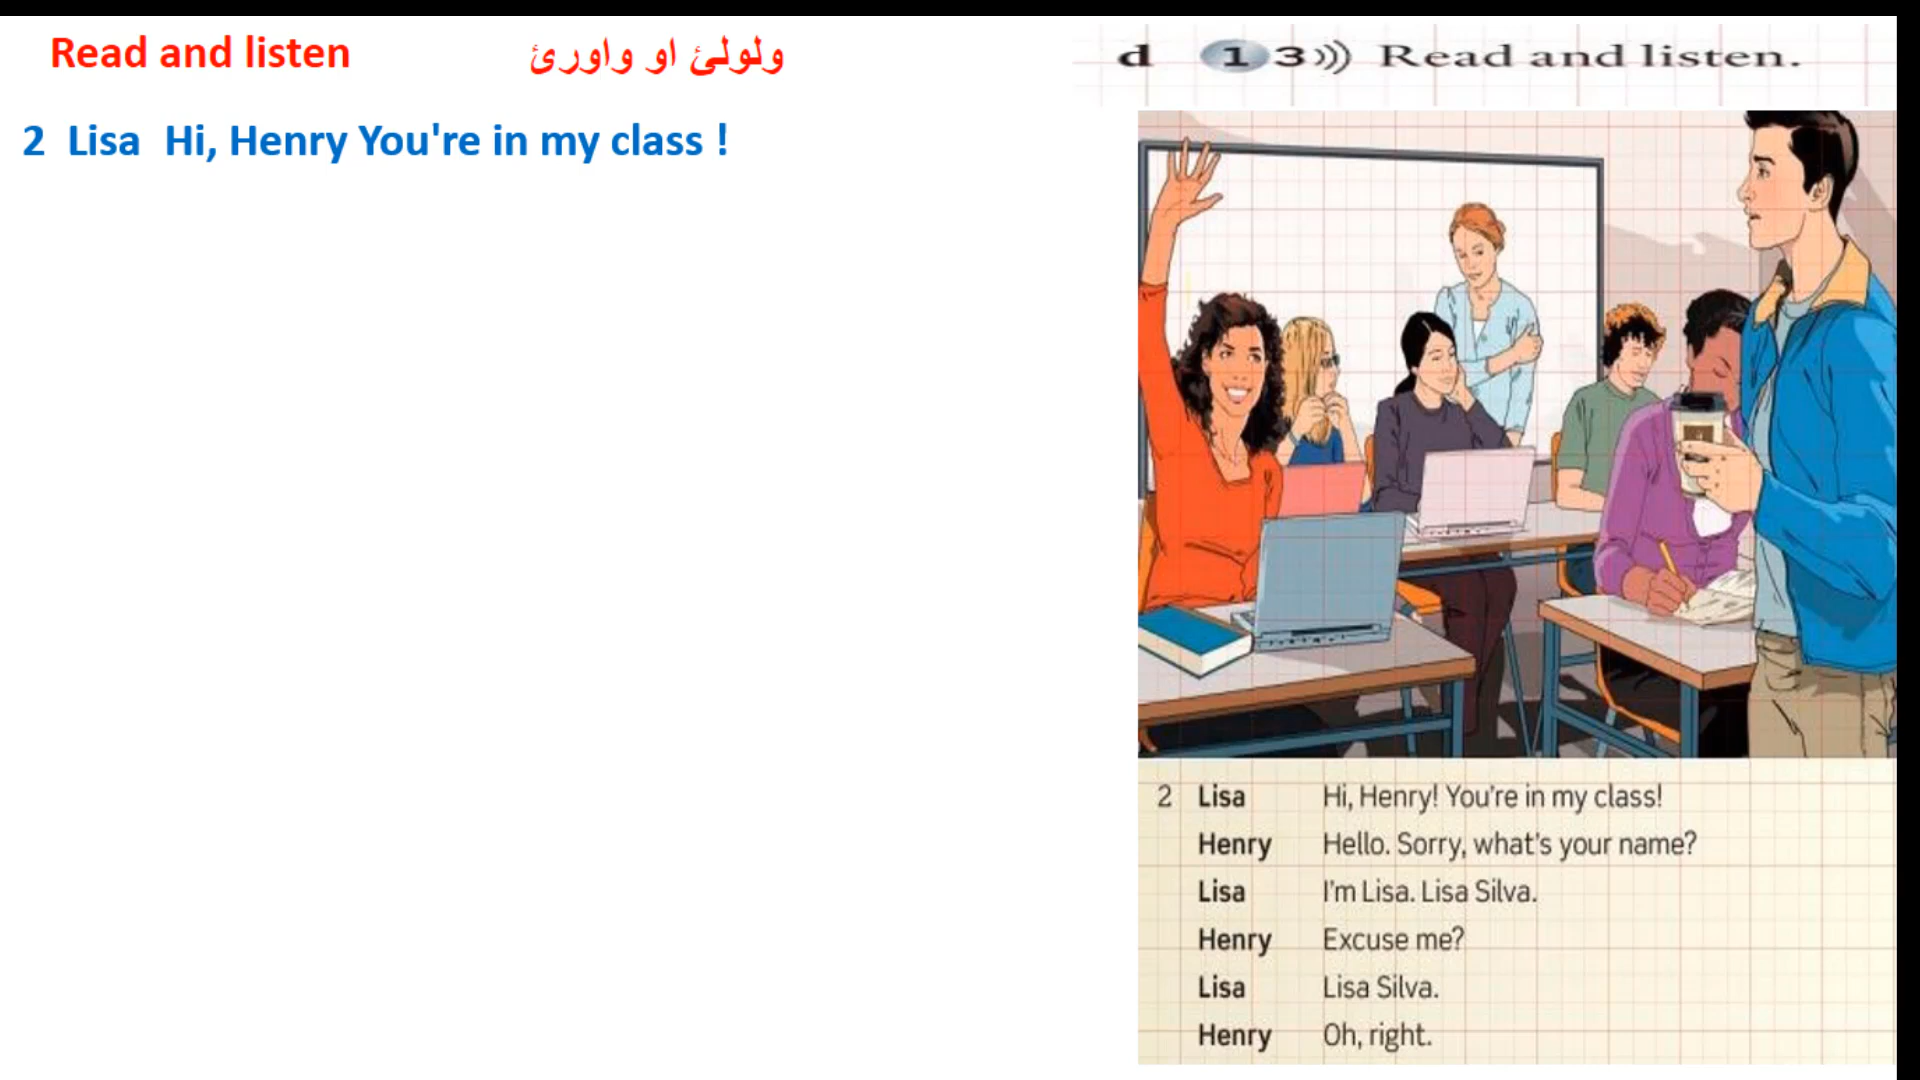 Read and listen ولولئ او واورئ
2 Lisa Hi, Henry You're in my class !
d 1 3))) Read and listen.
2 Lisa Hi, Henry! You're in my class!
Henry Hello. Sorry, what's your name?
Lisa I'm Lisa. Lisa Silva.
Henry Excuse me?
Lisa Lisa Silva.
Henry Oh, right.